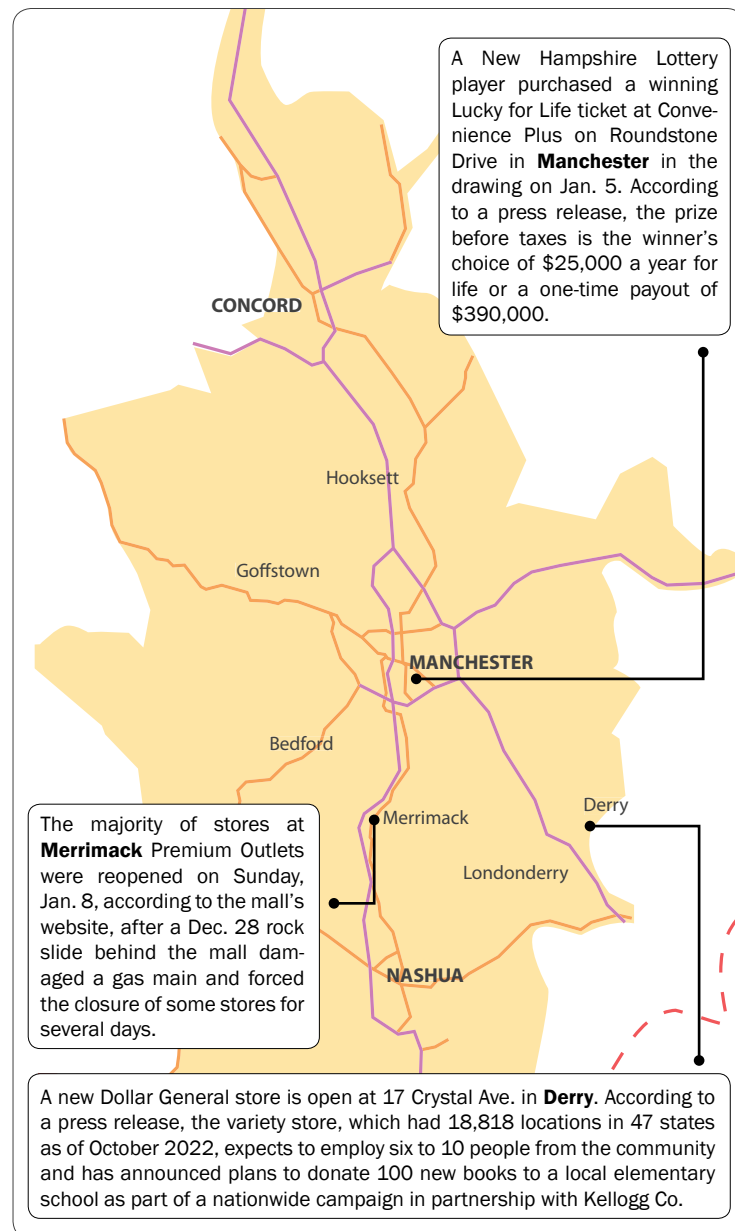 A New Hampshire Lottery
player purchased a winning
Lucky for Life ticket at Conve-
nience Plus on Roundstone
Drive in Manchester in the
drawing on Jan. 5. According
to a press release, the prize
before taxes is the winner’s
choice of $25,000 a year for
life or a one-time payout of
$390,000.
CONCORD
Hooksett
Goffstown
MANCHESTER
Bedford
Merrimack
Derry
Londonderry
NASHUA
The majority of stores at
Merrimack Premium Outlets
were reopened on Sunday,
Jan. 8, according to the mall’s
website, after a Dec. 28 rock
slide behind the mall dam-
aged a gas main and forced
the closure of some stores for
several days.
A new Dollar General store is open at 17 Crystal Ave. in Derry. According to
a press release, the variety store, which had 18,818 locations in 47 states
as of October 2022, expects to employ six to 10 people from the community
and has announced plans to donate 100 new books to a local elementary
school as part of a nationwide campaign in partnership with Kellogg Co.